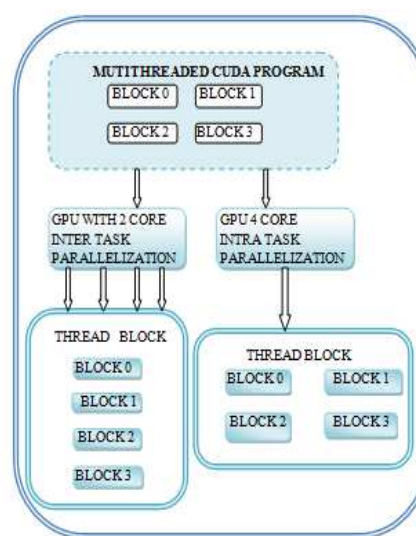 MUTITHREADED CUDA PROGRAM
BLOCK 0 BLOCK 1
BLOCK 2 BLOCK 3
GPU WITH 2 CORE
INTER TASK
PARALLELIZATION
GPU 4 CORE
INTRA TASK
PARALLELIZATION
THREAD BLOCK
BLOCK 0
BLOCK 1
BLOCK 2
BLOCK 3
THREAD BLOCK
BLOCK 0 BLOCK 1
BLOCK 2 BLOCK 3